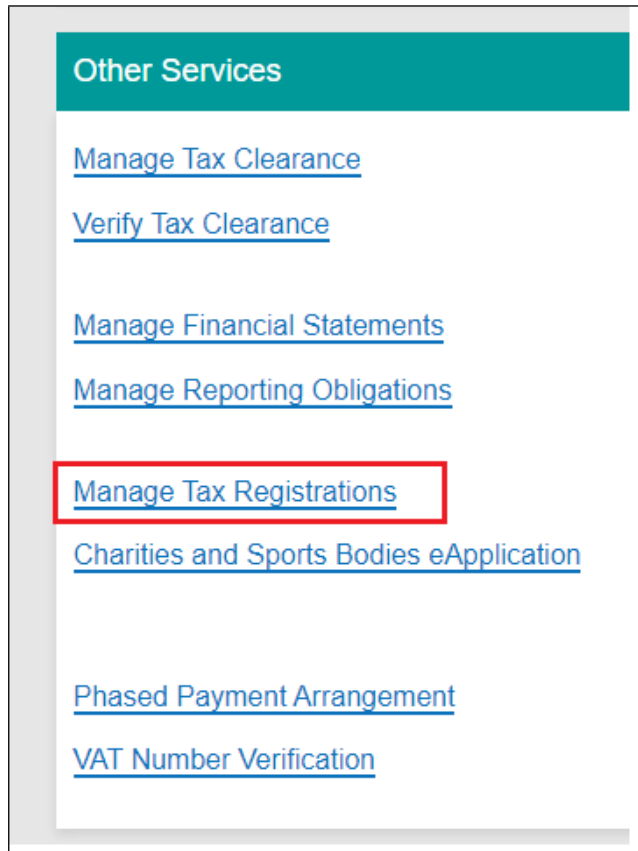 Other Services
Manage Tax Clearance
Verify Tax Clearance
Manage Financial Statements
Manage Reporting Obligations
Manage Tax Registrations
Charities and Sports Bodies eApplication
Phased Payment Arrangement
VAT Number Verification